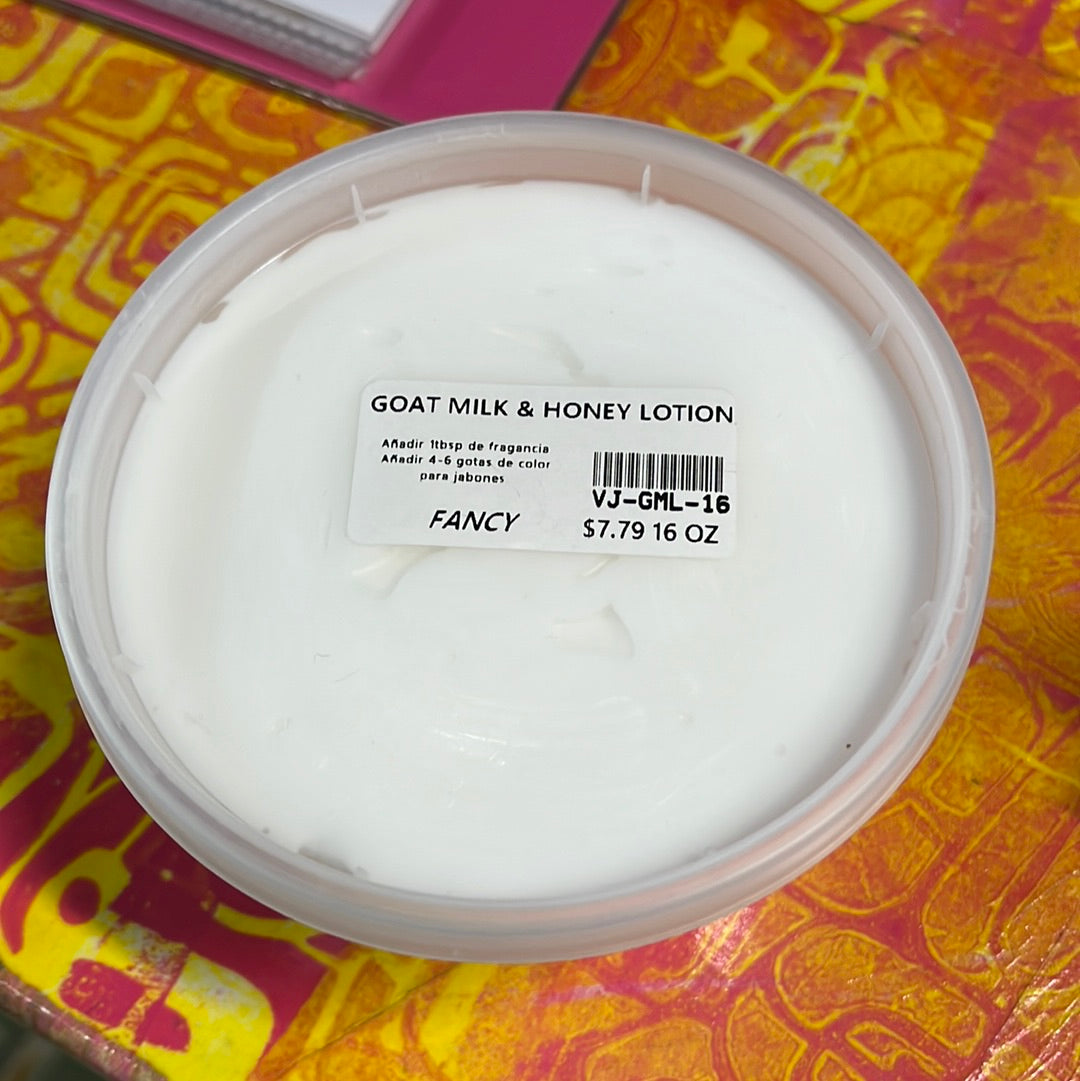 GOAT MILK & HONEY LOTION
Añadir 1tbsp de fragancia
Añadir 4-6 gotas de color
para jabones
VJ-GML-16
FANCY
$7.79 16 OZ